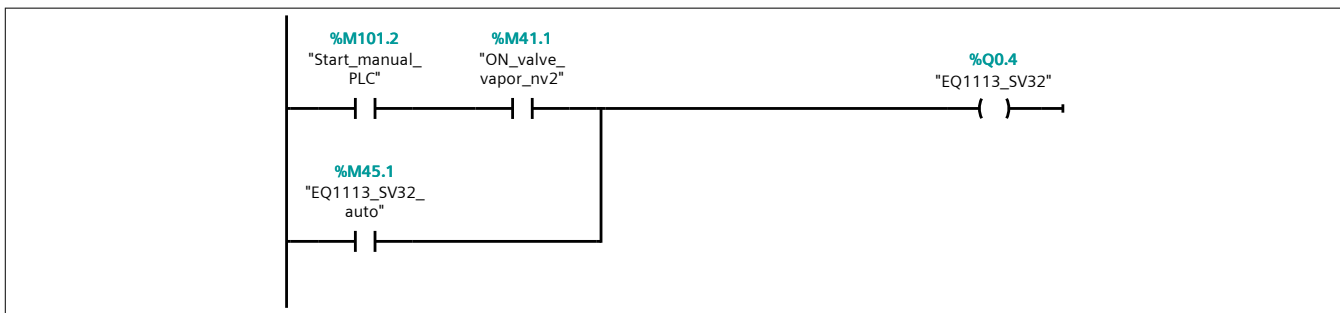 %M101.2
"Start_manual_
PLC"
%M41.1
"ON_valve_
vapor_nv2"
%Q0.4
"EQ1113_SV32"
%M45.1
"EQ1113_SV32_
auto"